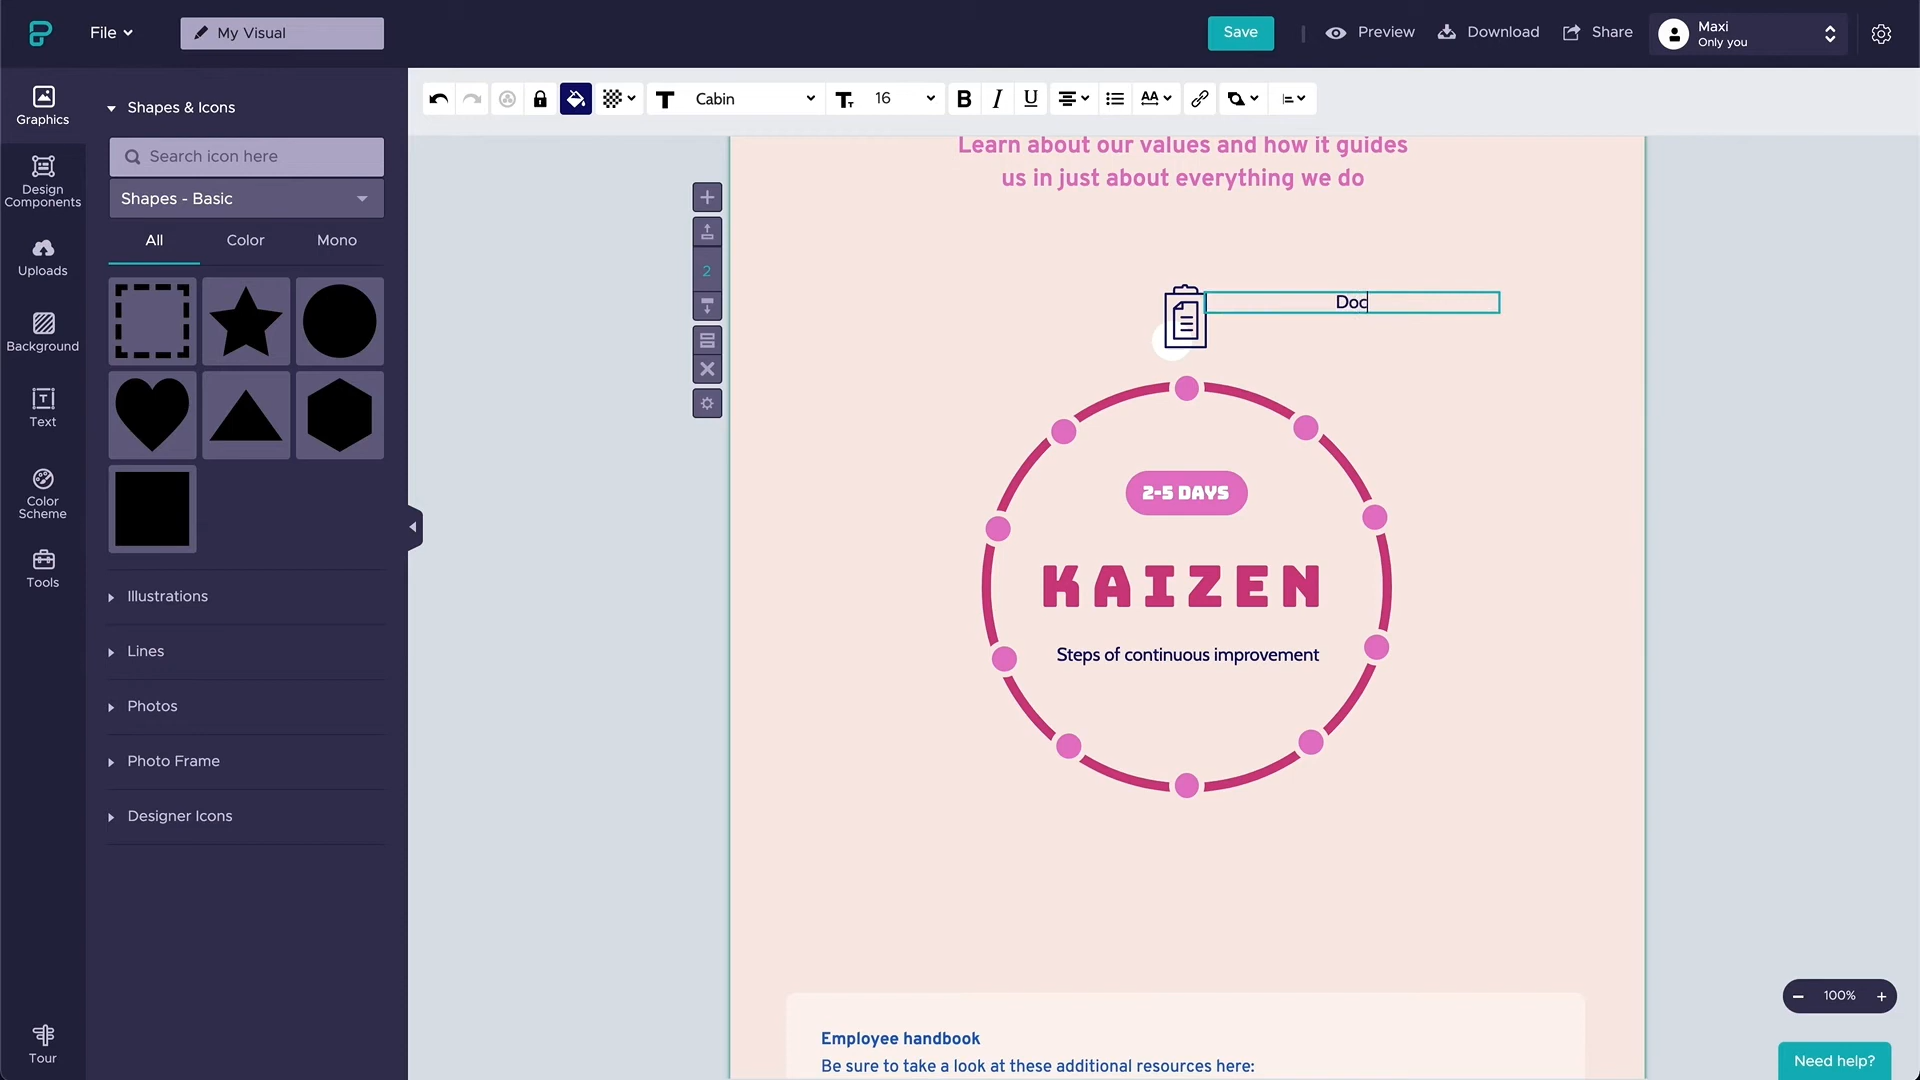 File
My Visual
Save
Preview
Download
Share
Maxi
Only you
Graphics
Design
Components
Uploads
Background
Text
Color
Scheme
Tools
Tour
Shapes & Icons
Search icon here
Shapes - Basic
All
Color
Mono
Illustrations
Lines
Photos
Photo Frame
Designer Icons
Cabin
16
B
I
U
AA
2
Learn about our values and how it guides
us in just about everything we do
Doc
2-5 DAYS
KAIZEN
Steps of continuous improvement
Employee handbook
Be sure to take a look at these additional resources here:
100%
Need help?